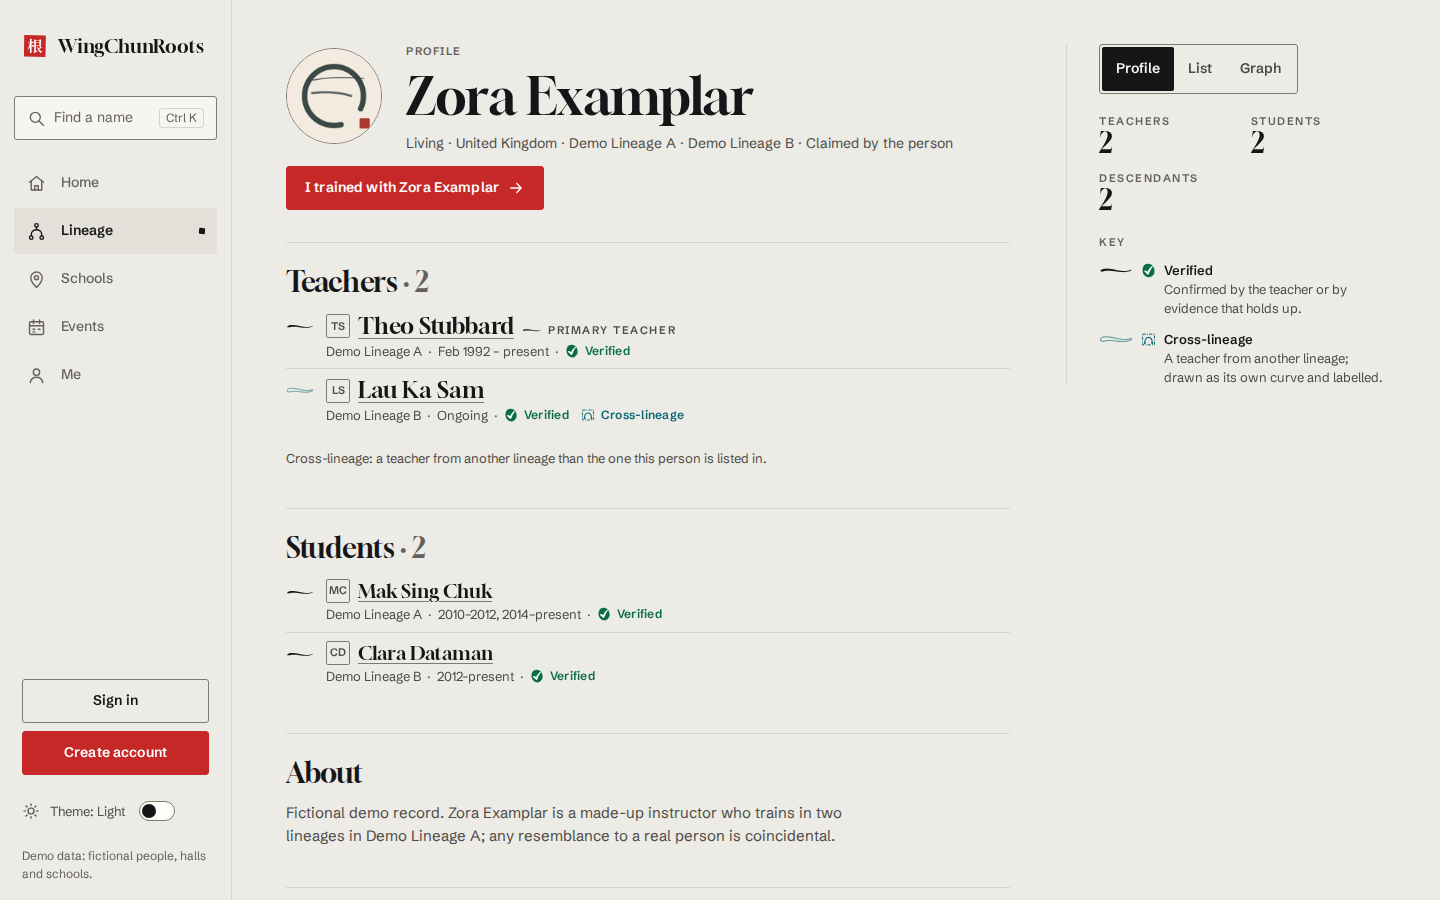 根 WingChunRoots
Find a name Ctrl K
Home
Lineage
Schools
Events
Me
Sign in
Create account
Theme: Light
Demo data: fictional people, halls
and schools.
PROFILE
Zora Examplar
Living · United Kingdom · Demo Lineage A · Demo Lineage B · Claimed by the person
I trained with Zora Examplar →
Teachers · 2
TS Theo Stubbard PRIMARY TEACHER
Demo Lineage A · Feb 1992 – present · Verified
LS Lau Ka Sam
Demo Lineage B · Ongoing · Verified Cross-lineage
Cross-lineage: a teacher from another lineage than the one this person is listed in.
Students · 2
MC Mak Sing Chuk
Demo Lineage A · 2010–2012, 2014–present · Verified
CD Clara Dataman
Demo Lineage B · 2012–present · Verified
About
Fictional demo record. Zora Examplar is a made-up instructor who trains in two
lineages in Demo Lineage A; any resemblance to a real person is coincidental.
Profile List Graph
TEACHERS STUDENTS
2 2
DESCENDANTS
2
KEY
Verified
Confirmed by the teacher or by
evidence that holds up.
Cross-lineage
A teacher from another lineage;
drawn as its own curve and labelled.